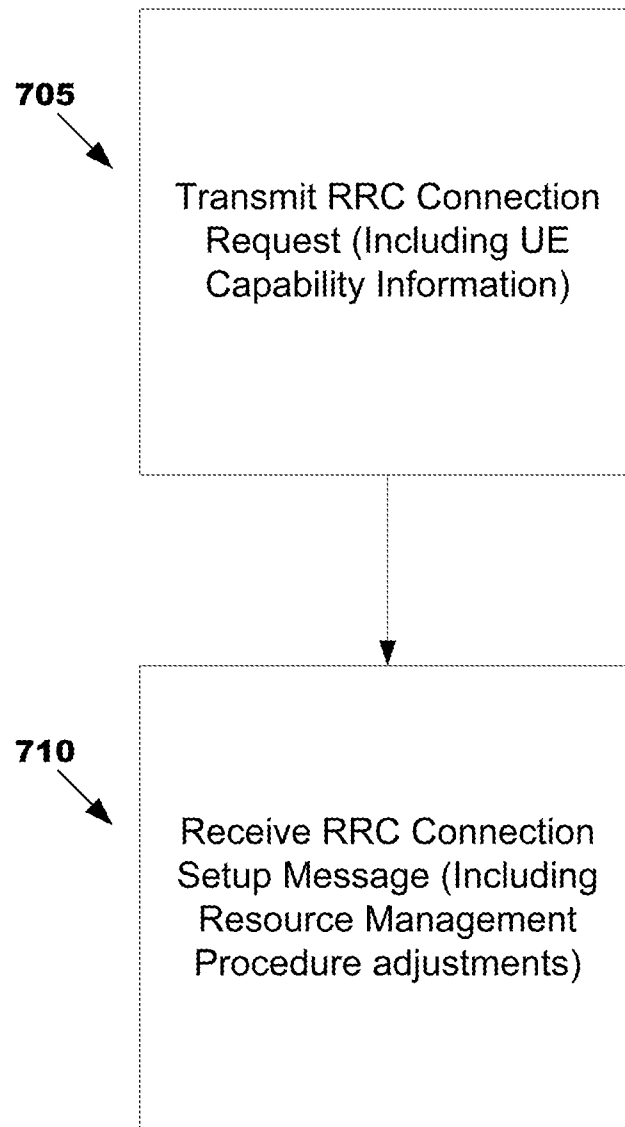 705
Transmit RRC Connection
Request (Including UE
Capability Information)
710
Receive RRC Connection
Setup Message (Including
Resource Management
Procedure adjustments)